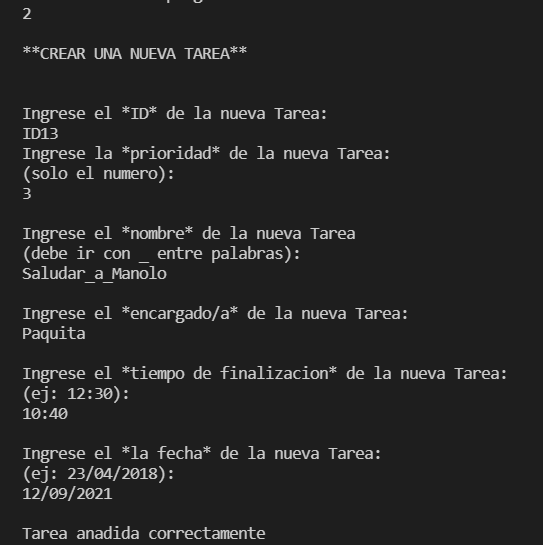 2
**CREAR UNA NUEVA TAREA**
Ingrese el *ID* de la nueva Tarea:
ID13
Ingrese la *prioridad* de la nueva Tarea:
(solo el numero):
3
Ingrese el *nombre* de la nueva Tarea
(debe ir con _ entre palabras):
Saludar_a_Manolo
Ingrese el *encargado/a* de la nueva Tarea:
Paquita
Ingrese el *tiempo de finalizacion* de la nueva Tarea:
(ej: 12:30):
10:40
Ingrese el *la fecha* de la nueva Tarea:
(ej: 23/04/2018):
12/09/2021
Tarea anadida correctamente